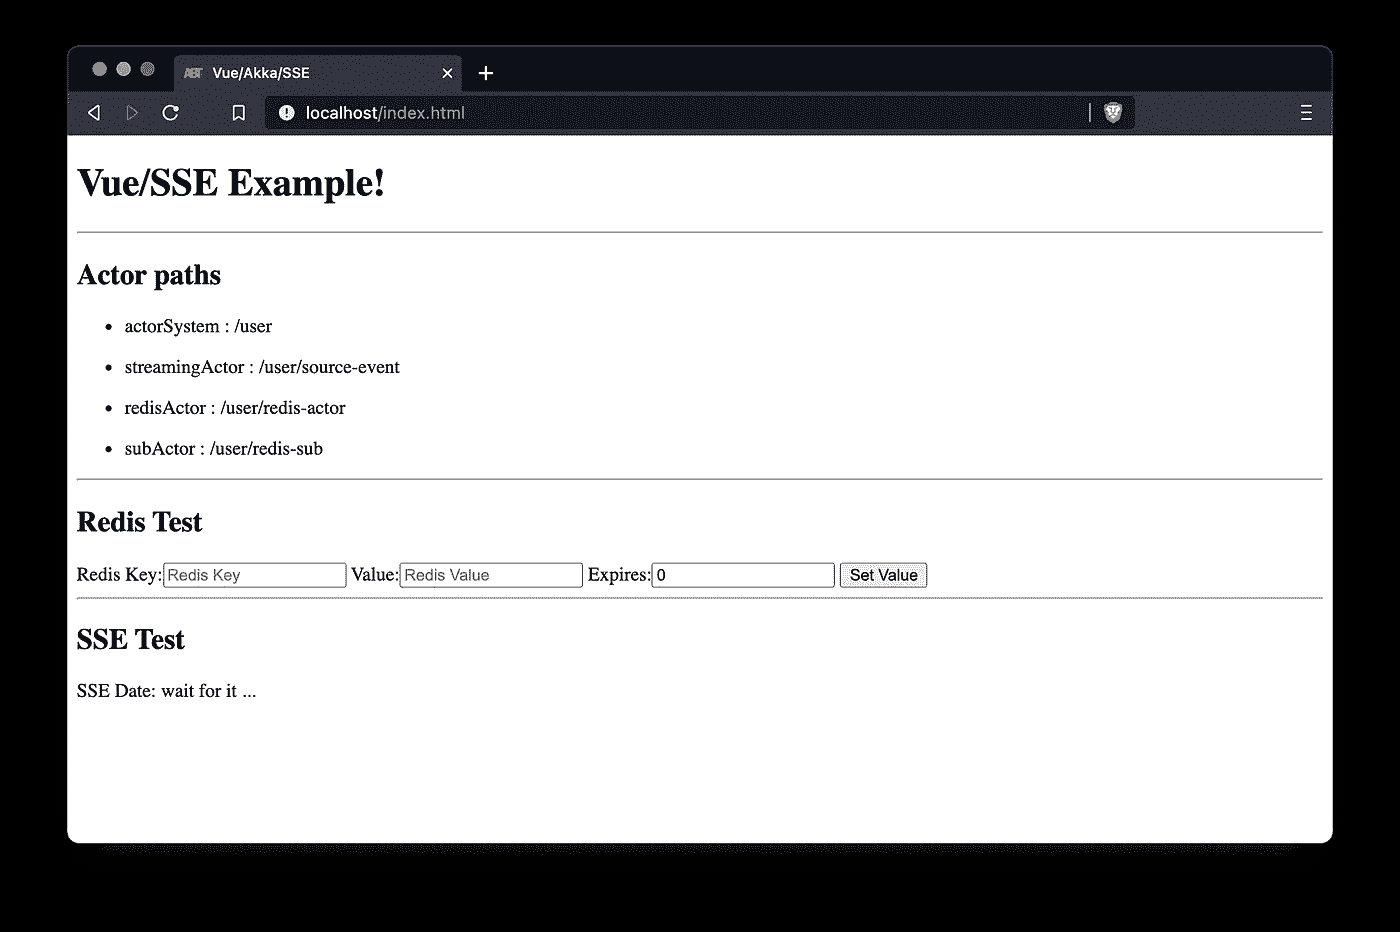 Vue/Akka/SSE
localhost/index.html
Vue/SSE Example!
Actor paths
• actorSystem : /user
• streamingActor : /user/source-event
• redisActor : /user/redis-actor
• subActor : /user/redis-sub
Redis Test
Redis Key: Redis Key Value: Redis Value Expires: 0 Set Value
SSE Test
SSE Date: wait for it ...